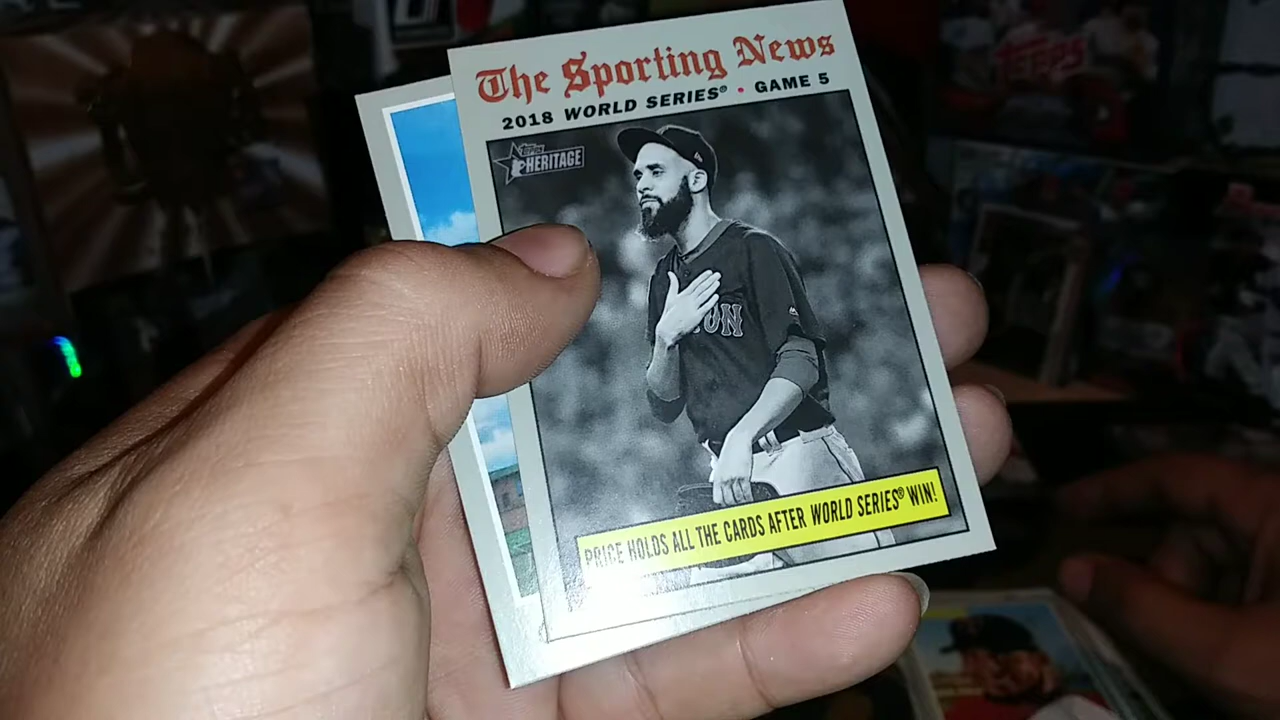 The Sporting News
2018 WORLD SERIES® • GAME 5
Topps
HERITAGE
TOPPS
PRICE HOLDS ALL THE CARDS AFTER WORLD SERIES® WIN!